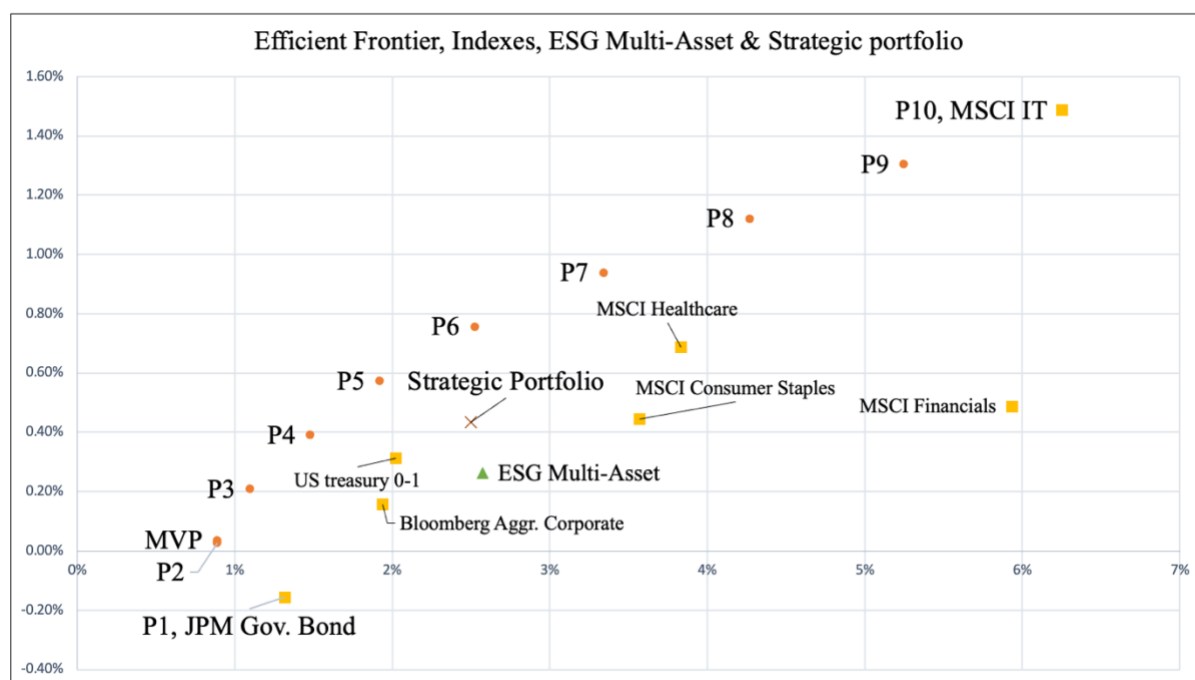 Efficient Frontier, Indexes, ESG Multi-Asset & Strategic portfolio
1.60%
P10, MSCI IT
1.40%
P9
1.20%
P8
1.00%
P7
MSCI Healthcare
0.80%
P6
0.60%
P5
Strategic Portfolio
MSCI Consumer Staples
MSCI Financials
0.40%
P4
US treasury 0-1
ESG Multi-Asset
0.20%
P3
Bloomberg Aggr. Corporate
MVP
0.00%
P2
0%
1%
2%
3%
4%
5%
6%
7%
-0.20%
P1, JPM Gov. Bond
-0.40%